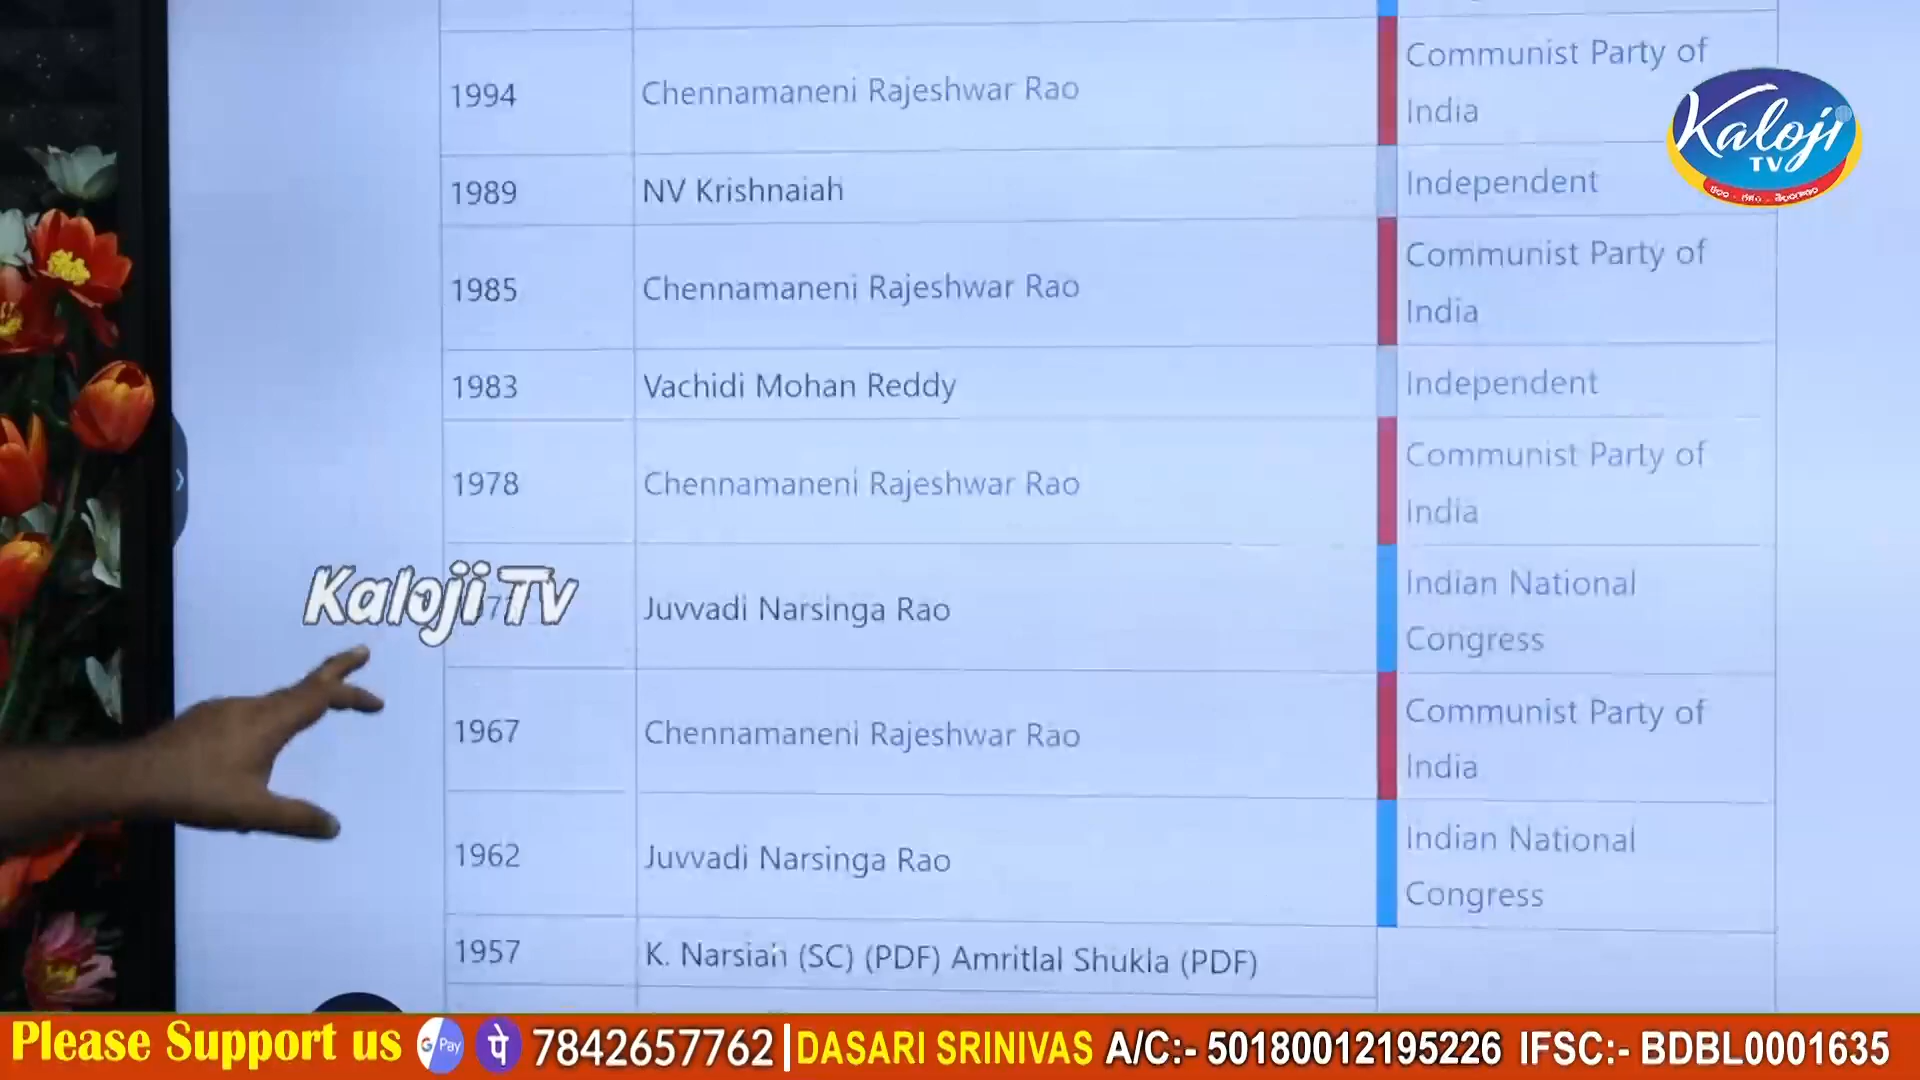 1994 Chennamaneni Rajeshwar Rao Communist Party of
India
Kaloji
TV
1989 NV Krishnaiah Independent
1985 Chennamaneni Rajeshwar Rao Communist Party of
India
1983 Vachidi Mohan Reddy Independent
1978 Chennamaneni Rajeshwar Rao Communist Party of
India
Kaloji Tv
Juvvadi Narsinga Rao Indian National
Congress
1967 Chennamaneni Rajeshwar Rao Communist Party of
India
1962 Juvvadi Narsinga Rao Indian National
Congress
1957 K. Narsiah (SC) (PDF) Amritlal Shukla (PDF)
Please Support us G Pay पे 7842657762 | DASARI SRINIVAS A/C:- 50180012195226 IFSC:- BDBL0001635